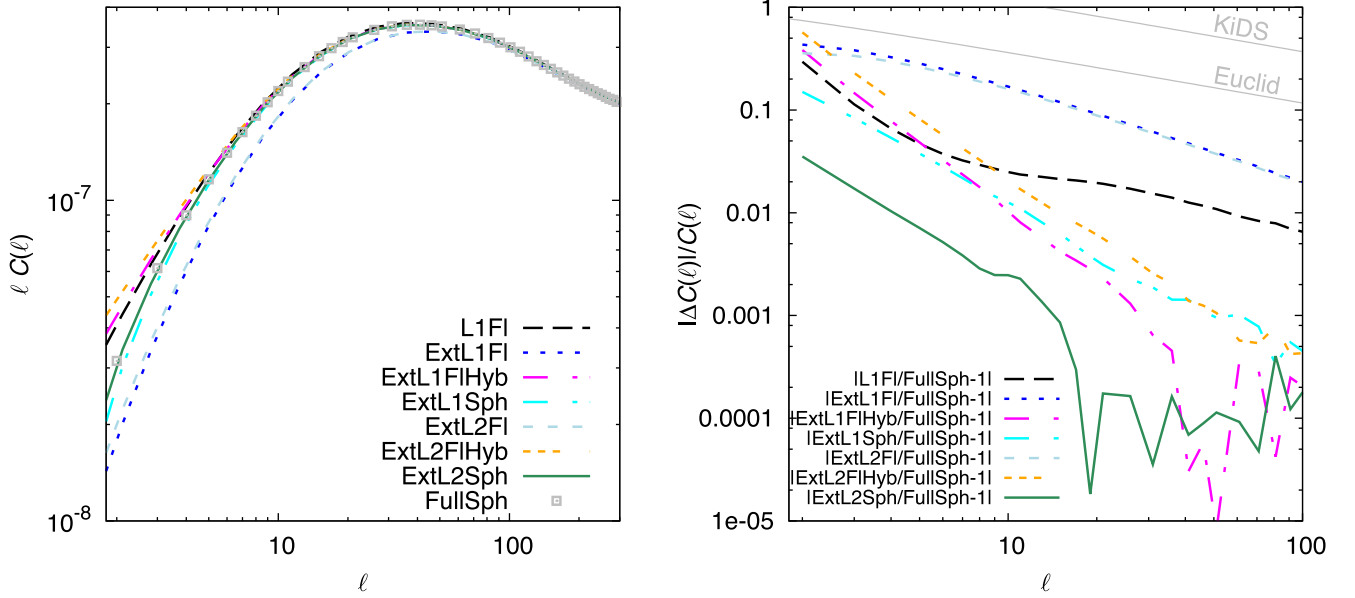 ℓ C(ℓ)
10-7
10-8
10
100
ℓ
L1Fl
ExtL1Fl
ExtL1FlHyb
ExtL1Sph
ExtL2Fl
ExtL2FlHyb
ExtL2Sph
FullSph
|ΔC(ℓ)|/C(ℓ)
1
0.1
0.01
0.001
0.0001
1e-05
10
100
ℓ
KiDS
Euclid
|L1Fl/FullSph-1|
|ExtL1Fl/FullSph-1|
|ExtL1FlHyb/FullSph-1|
|ExtL1Sph/FullSph-1|
|ExtL2Fl/FullSph-1|
|ExtL2FlHyb/FullSph-1|
|ExtL2Sph/FullSph-1|